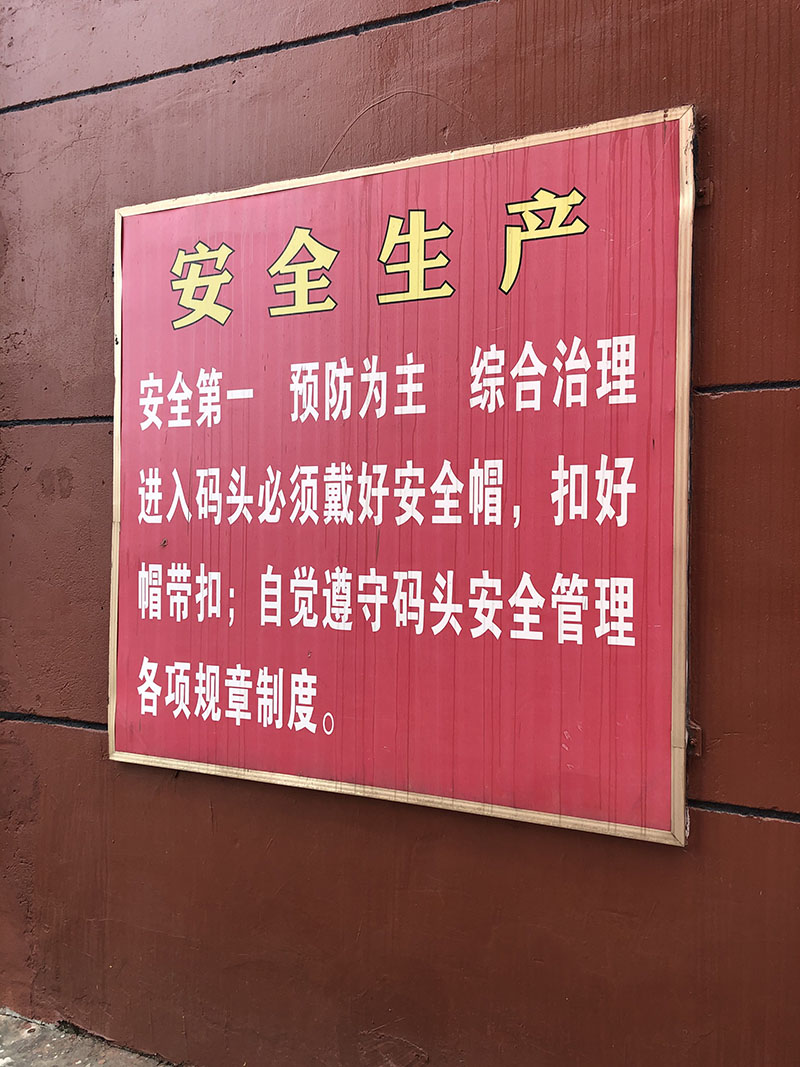 安全生产
安全第一 预防为主 综合治理
进入码头必须戴好安全帽，扣好
帽带扣；自觉遵守码头安全管理
各项规章制度。